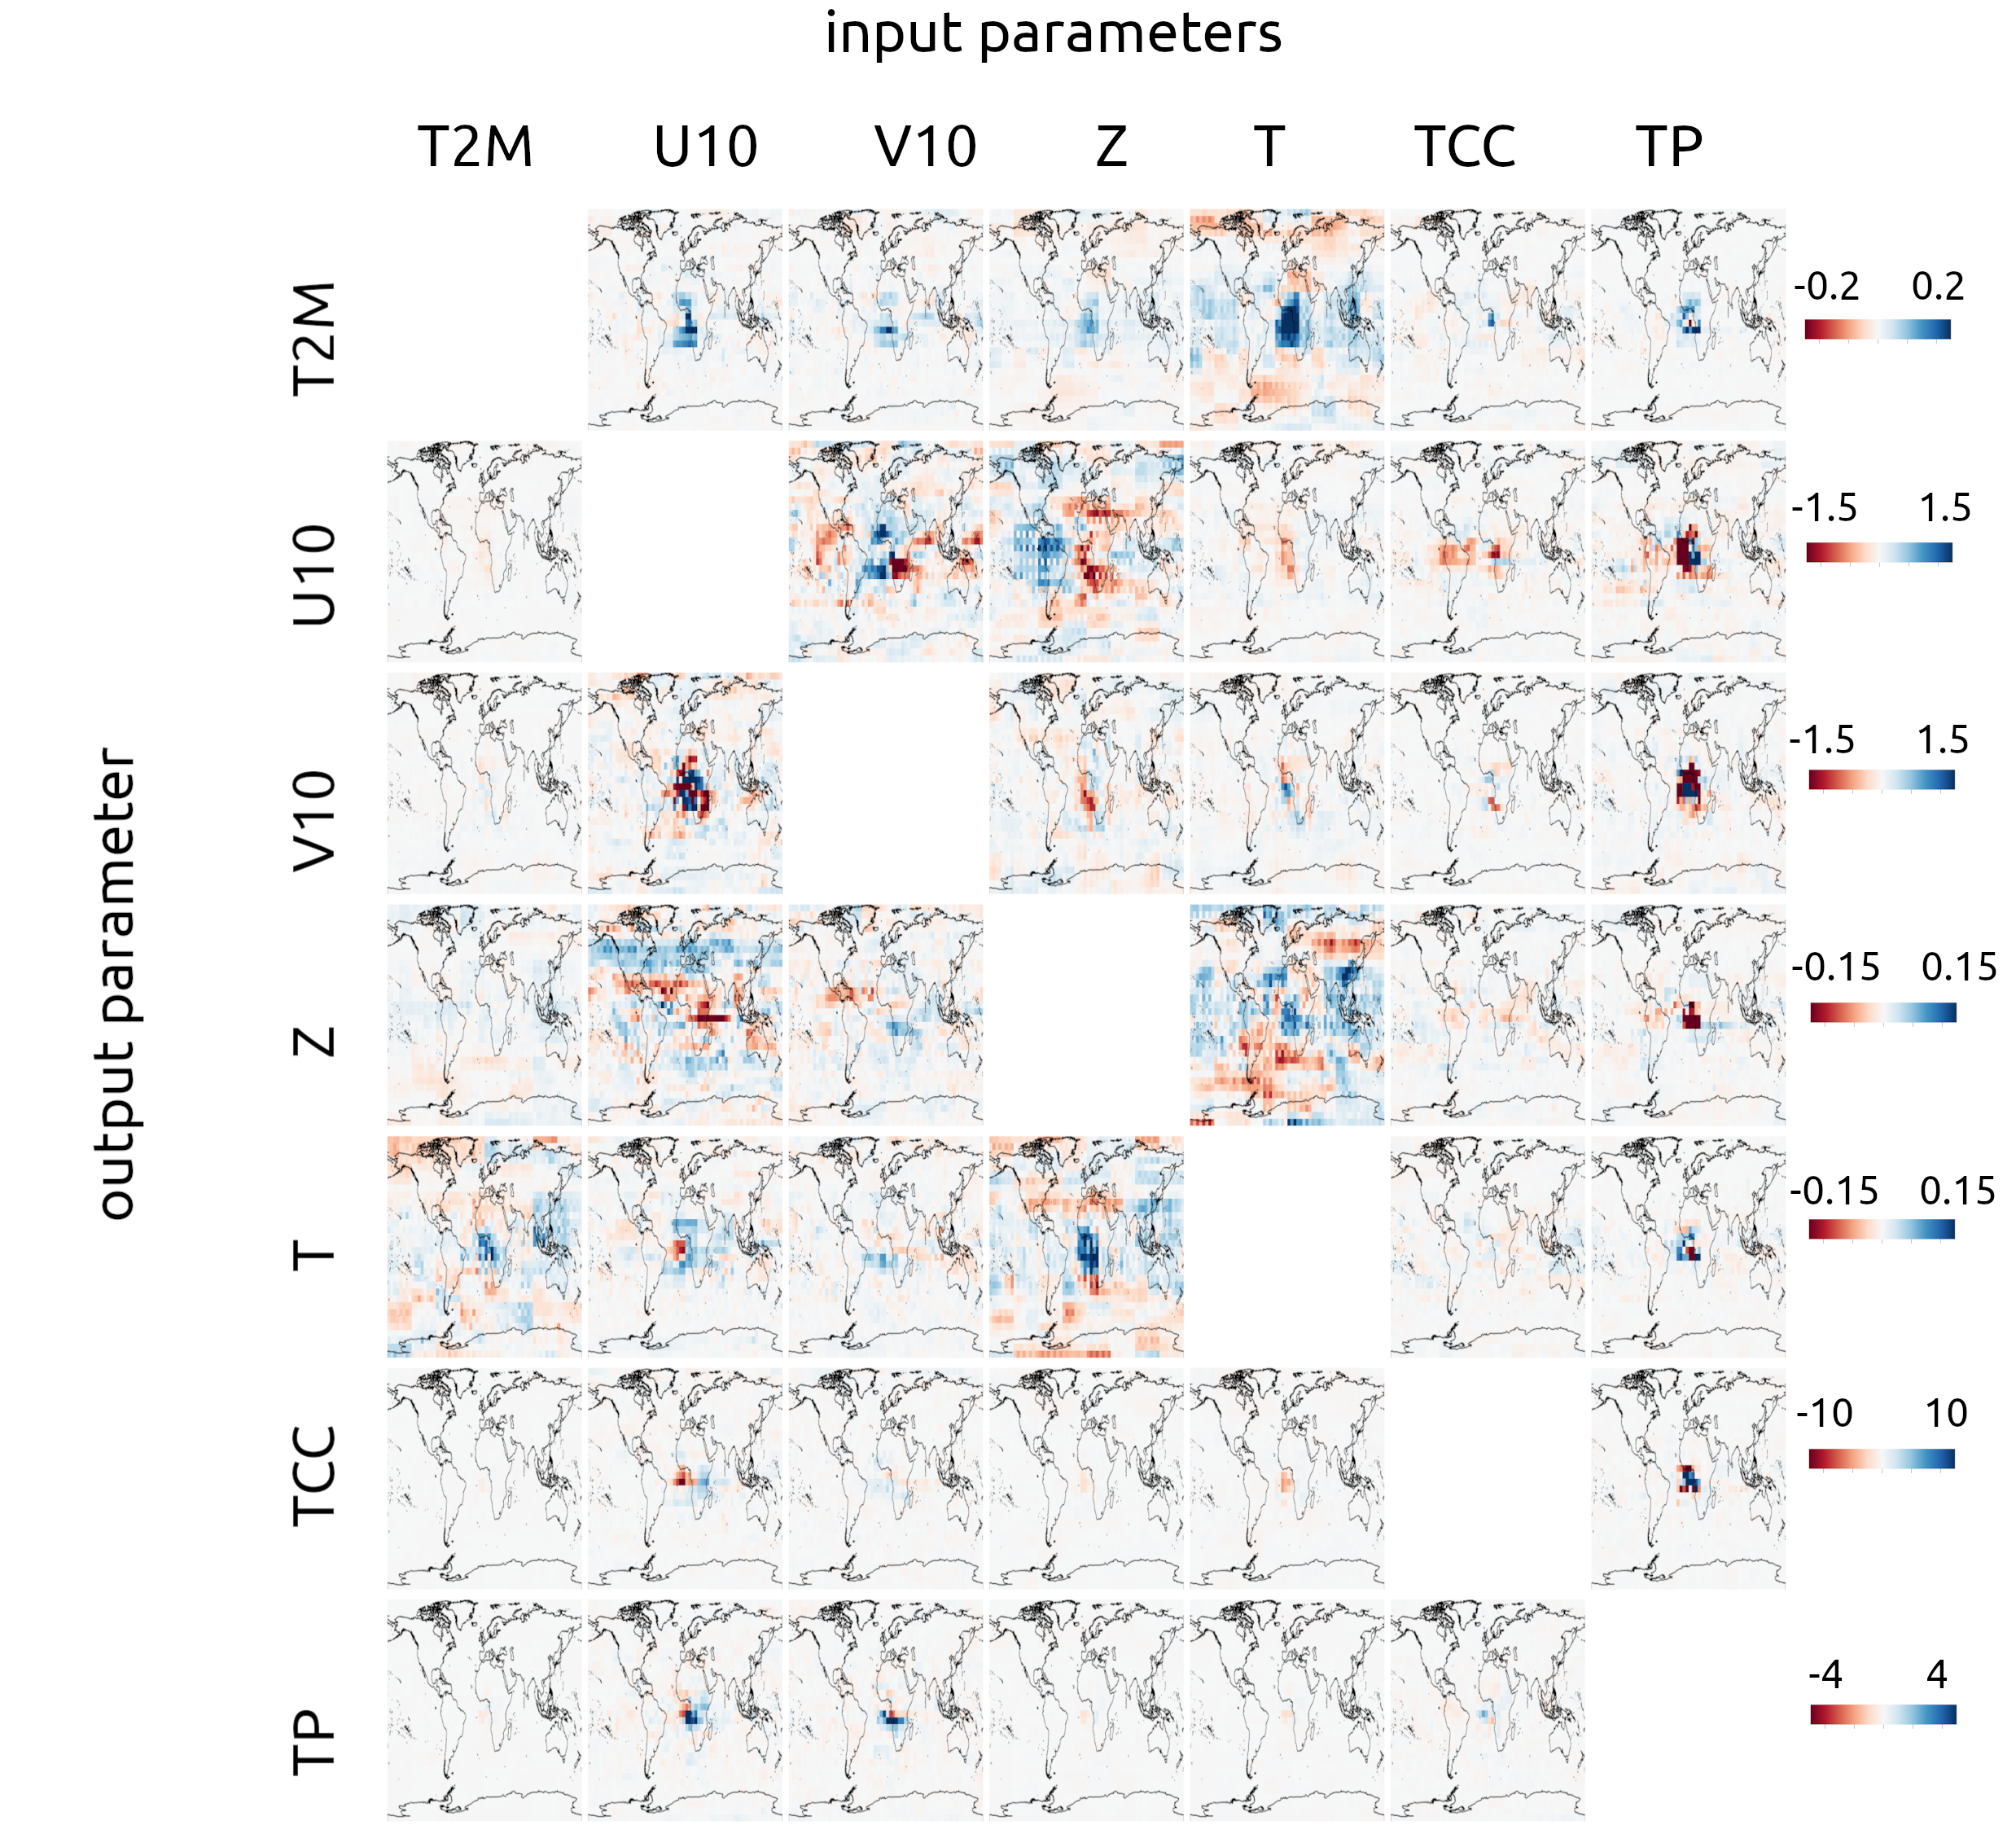 input parameters
T2M U10 V10 Z T TCC TP
output parameter
T2M
-0.2 0.2
U10
-1.5 1.5
V10
-1.5 1.5
Z
-0.15 0.15
T
-0.15 0.15
TCC
-10 10
TP
-4 4